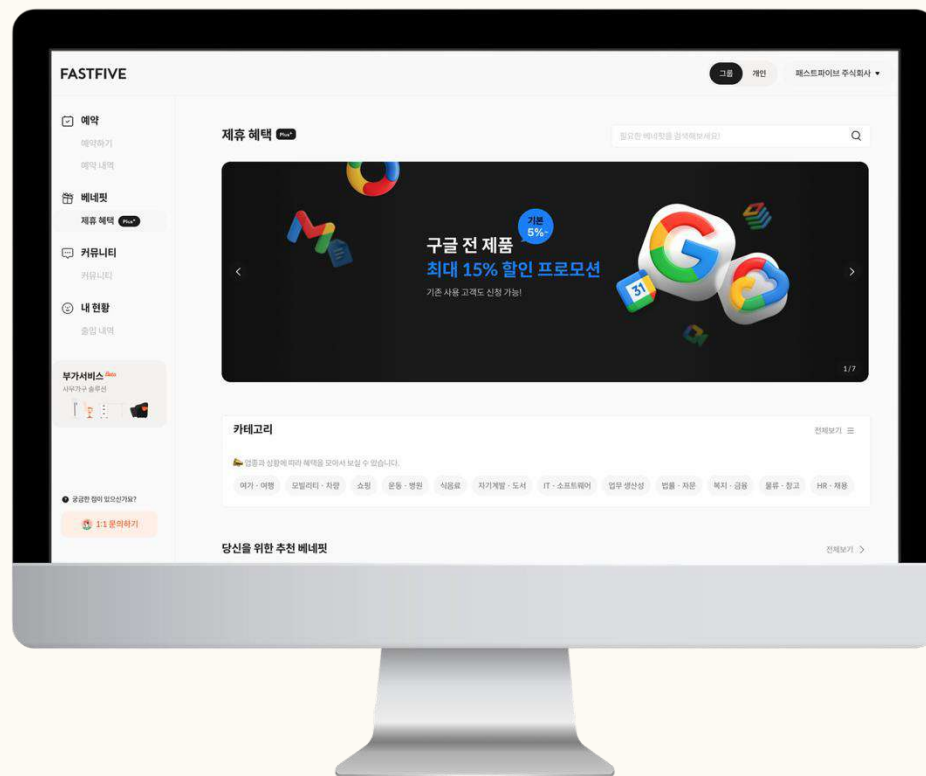 FASTFIVE
그룹 개인 패스트파이브 주식회사 ▼
예약
예약하기
예약 내역
베네핏
제휴 혜택 Plus+
커뮤니티
커뮤니티
내 현황
출입 내역
부가서비스 Beta
사무가구 솔루션
궁금한 점이 있으신가요?
1:1 문의하기
제휴 혜택 Plus+
필요한 베네핏을 검색해보세요!
기본
5%~
구글 전 제품
최대 15% 할인 프로모션
기존 사용 고객도 신청 가능!
31
1/7
카테고리
전체보기
업종과 상황에 따라 혜택을 모아서 보실 수 있습니다.
여가 · 여행 모빌리티 · 차량 쇼핑 운동 · 병원 식음료 자기계발 · 도서 IT · 소프트웨어 업무 생산성 법률 · 자문 복지 · 금융 물류 · 창고 HR · 채용
당신을 위한 추천 베네핏
전체보기